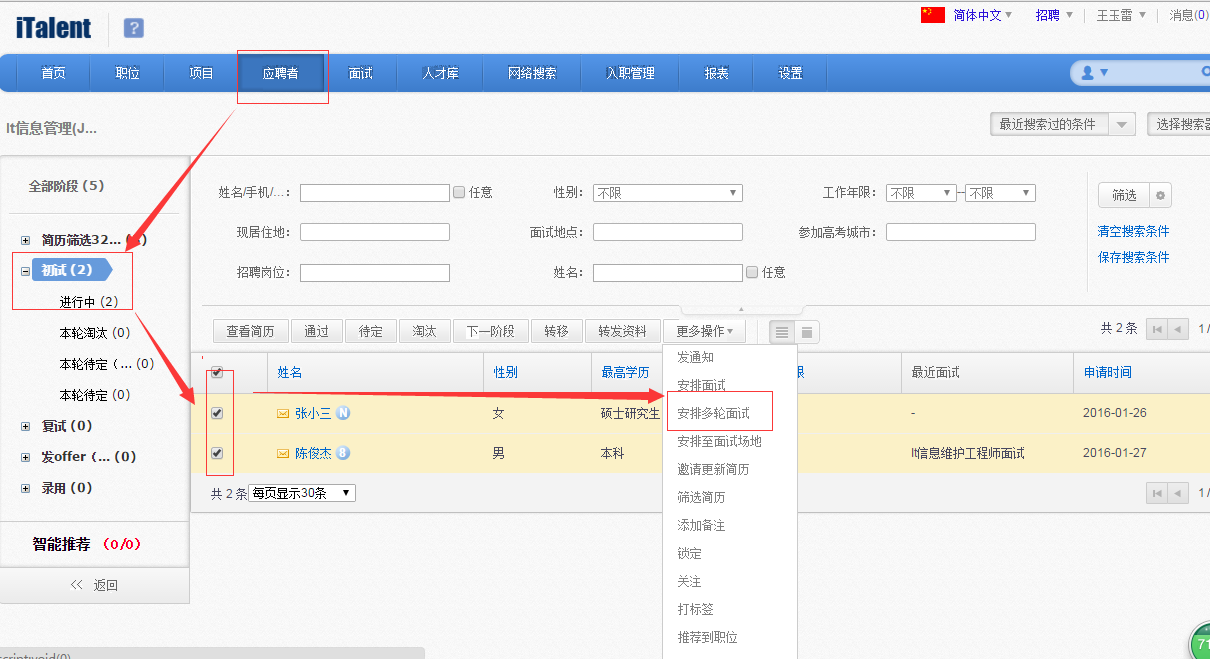 iTalent ? 简体中文 招聘 王玉雷 消息(0)
首页 职位 项目 应聘者 面试 人才库 网络搜索 入职管理 报表 设置
It信息管理(J... 最近搜索过的条件 选择搜索器
全部阶段 (5)
简历筛选32...
初试 (2)
进行中 (2)
本轮淘汰 (0)
本轮待定 (... (0)
本轮待定 (0)
复试 (0)
发offer (... (0)
录用 (0)
智能推荐 (0/0)
返回
姓名/手机/...: 任意 性别: 不限 工作年限: 不限 -- 不限 筛选
现居住地: 面试地点: 参加高考城市: 清空搜索条件
招聘岗位: 姓名: 任意 保存搜索条件
查看简历 通过 待定 淘汰 下一阶段 转移 转发资料 更多操作 共 2 条 1/
姓名 性别 最高学历 限 最近面试 申请时间
张小三 N 女 硕士研究生 - 2016-01-26
陈俊杰 8 男 本科 It信息维护工程师面试 2016-01-27
共 2 条 每页显示30条 1/
发通知
安排面试
安排多轮面试
安排至面试场地
邀请更新简历
筛选简历
添加备注
锁定
关注
打标签
推荐到职位
71